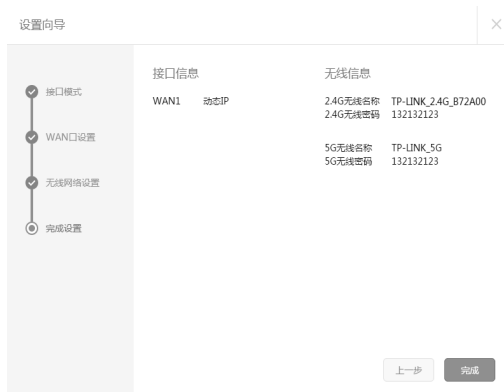 设置向导
接口模式
WAN口设置
无线网络设置
完成设置
接口信息
WAN1 动态IP
无线信息
2.4G无线名称 TP-LINK_2.4G_B72A00
2.4G无线密码 132132123
5G无线名称 TP-LINK_5G
5G无线密码 132132123
上一步 完成